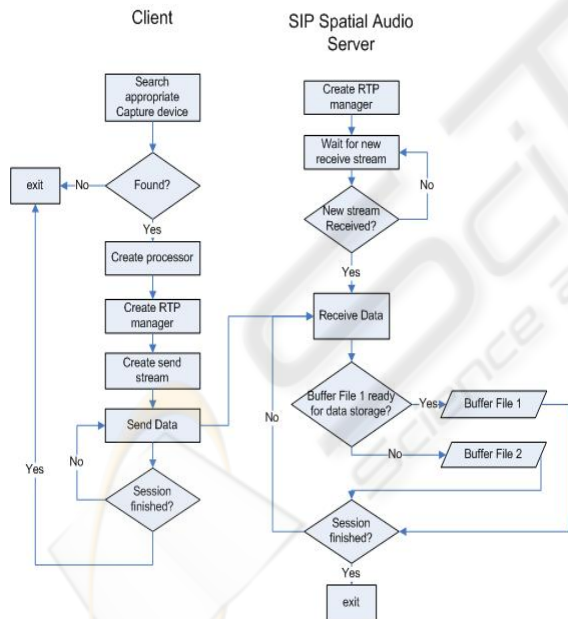 Client
Search
appropriate
Capture device
Found?
No
exit
Yes
Create processor
Create RTP
manager
Create send
stream
Send Data
No
Yes
Session
finished?
SIP Spatial Audio
Server
Create RTP
manager
Wait for new
receive stream
No
New stream
Received?
Yes
Receive Data
No
Buffer File 1 ready
for data storage?
Yes
Buffer File 1
No
Buffer File 2
Session
finished?
Yes
exit